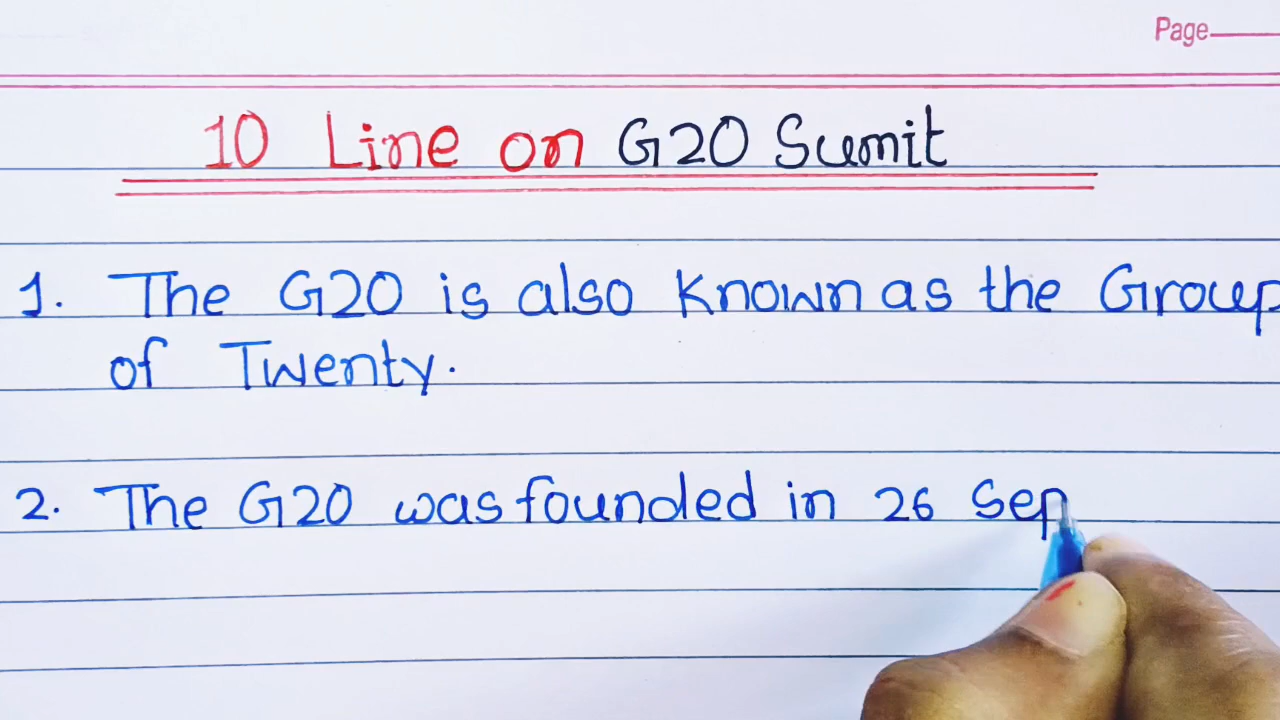 Page
10 Line on G20 Sumit
1. The G20 is also Known as the Group
of Twenty.
2. The G20 was founded in 26 Sep